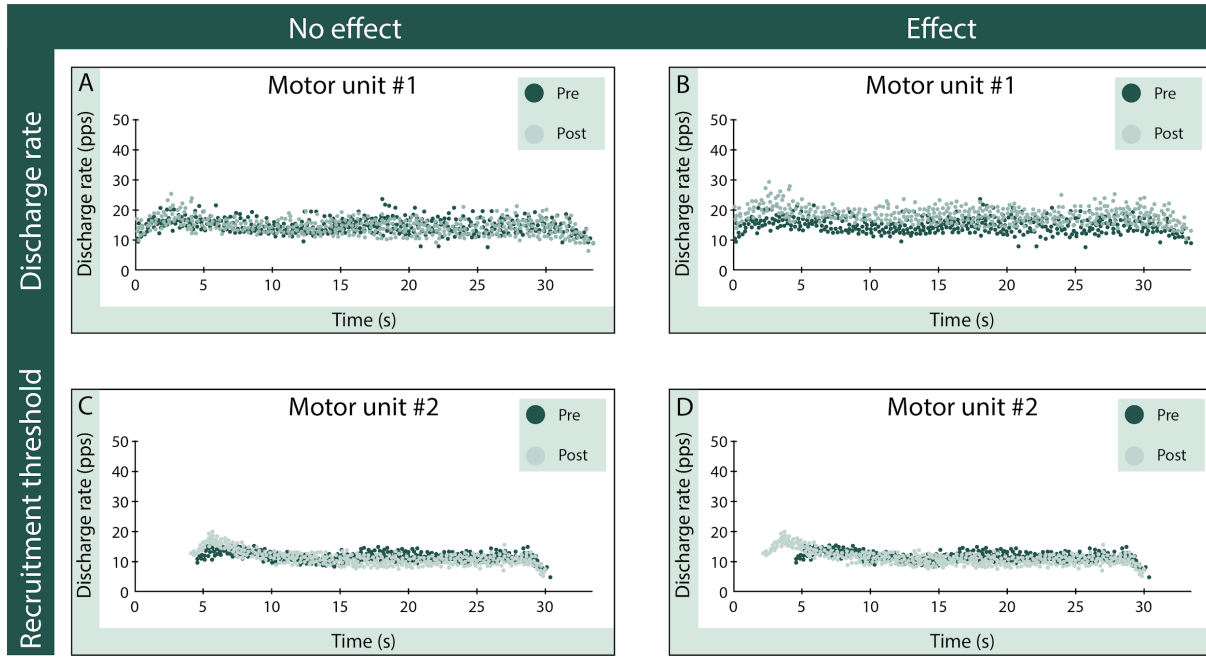 No effect
Effect
Discharge rate
Recruitment threshold
A
Motor unit #1
Pre
Post
Discharge rate (pps)
50
40
30
20
10
0
0 5 10 15 20 25 30
Time (s)
B
Motor unit #1
Pre
Post
Discharge rate (pps)
50
40
30
20
10
0
0 5 10 15 20 25 30
Time (s)
C
Motor unit #2
Pre
Post
Discharge rate (pps)
50
40
30
20
10
0
0 5 10 15 20 25 30
Time (s)
D
Motor unit #2
Pre
Post
Discharge rate (pps)
50
40
30
20
10
0
0 5 10 15 20 25 30
Time (s)